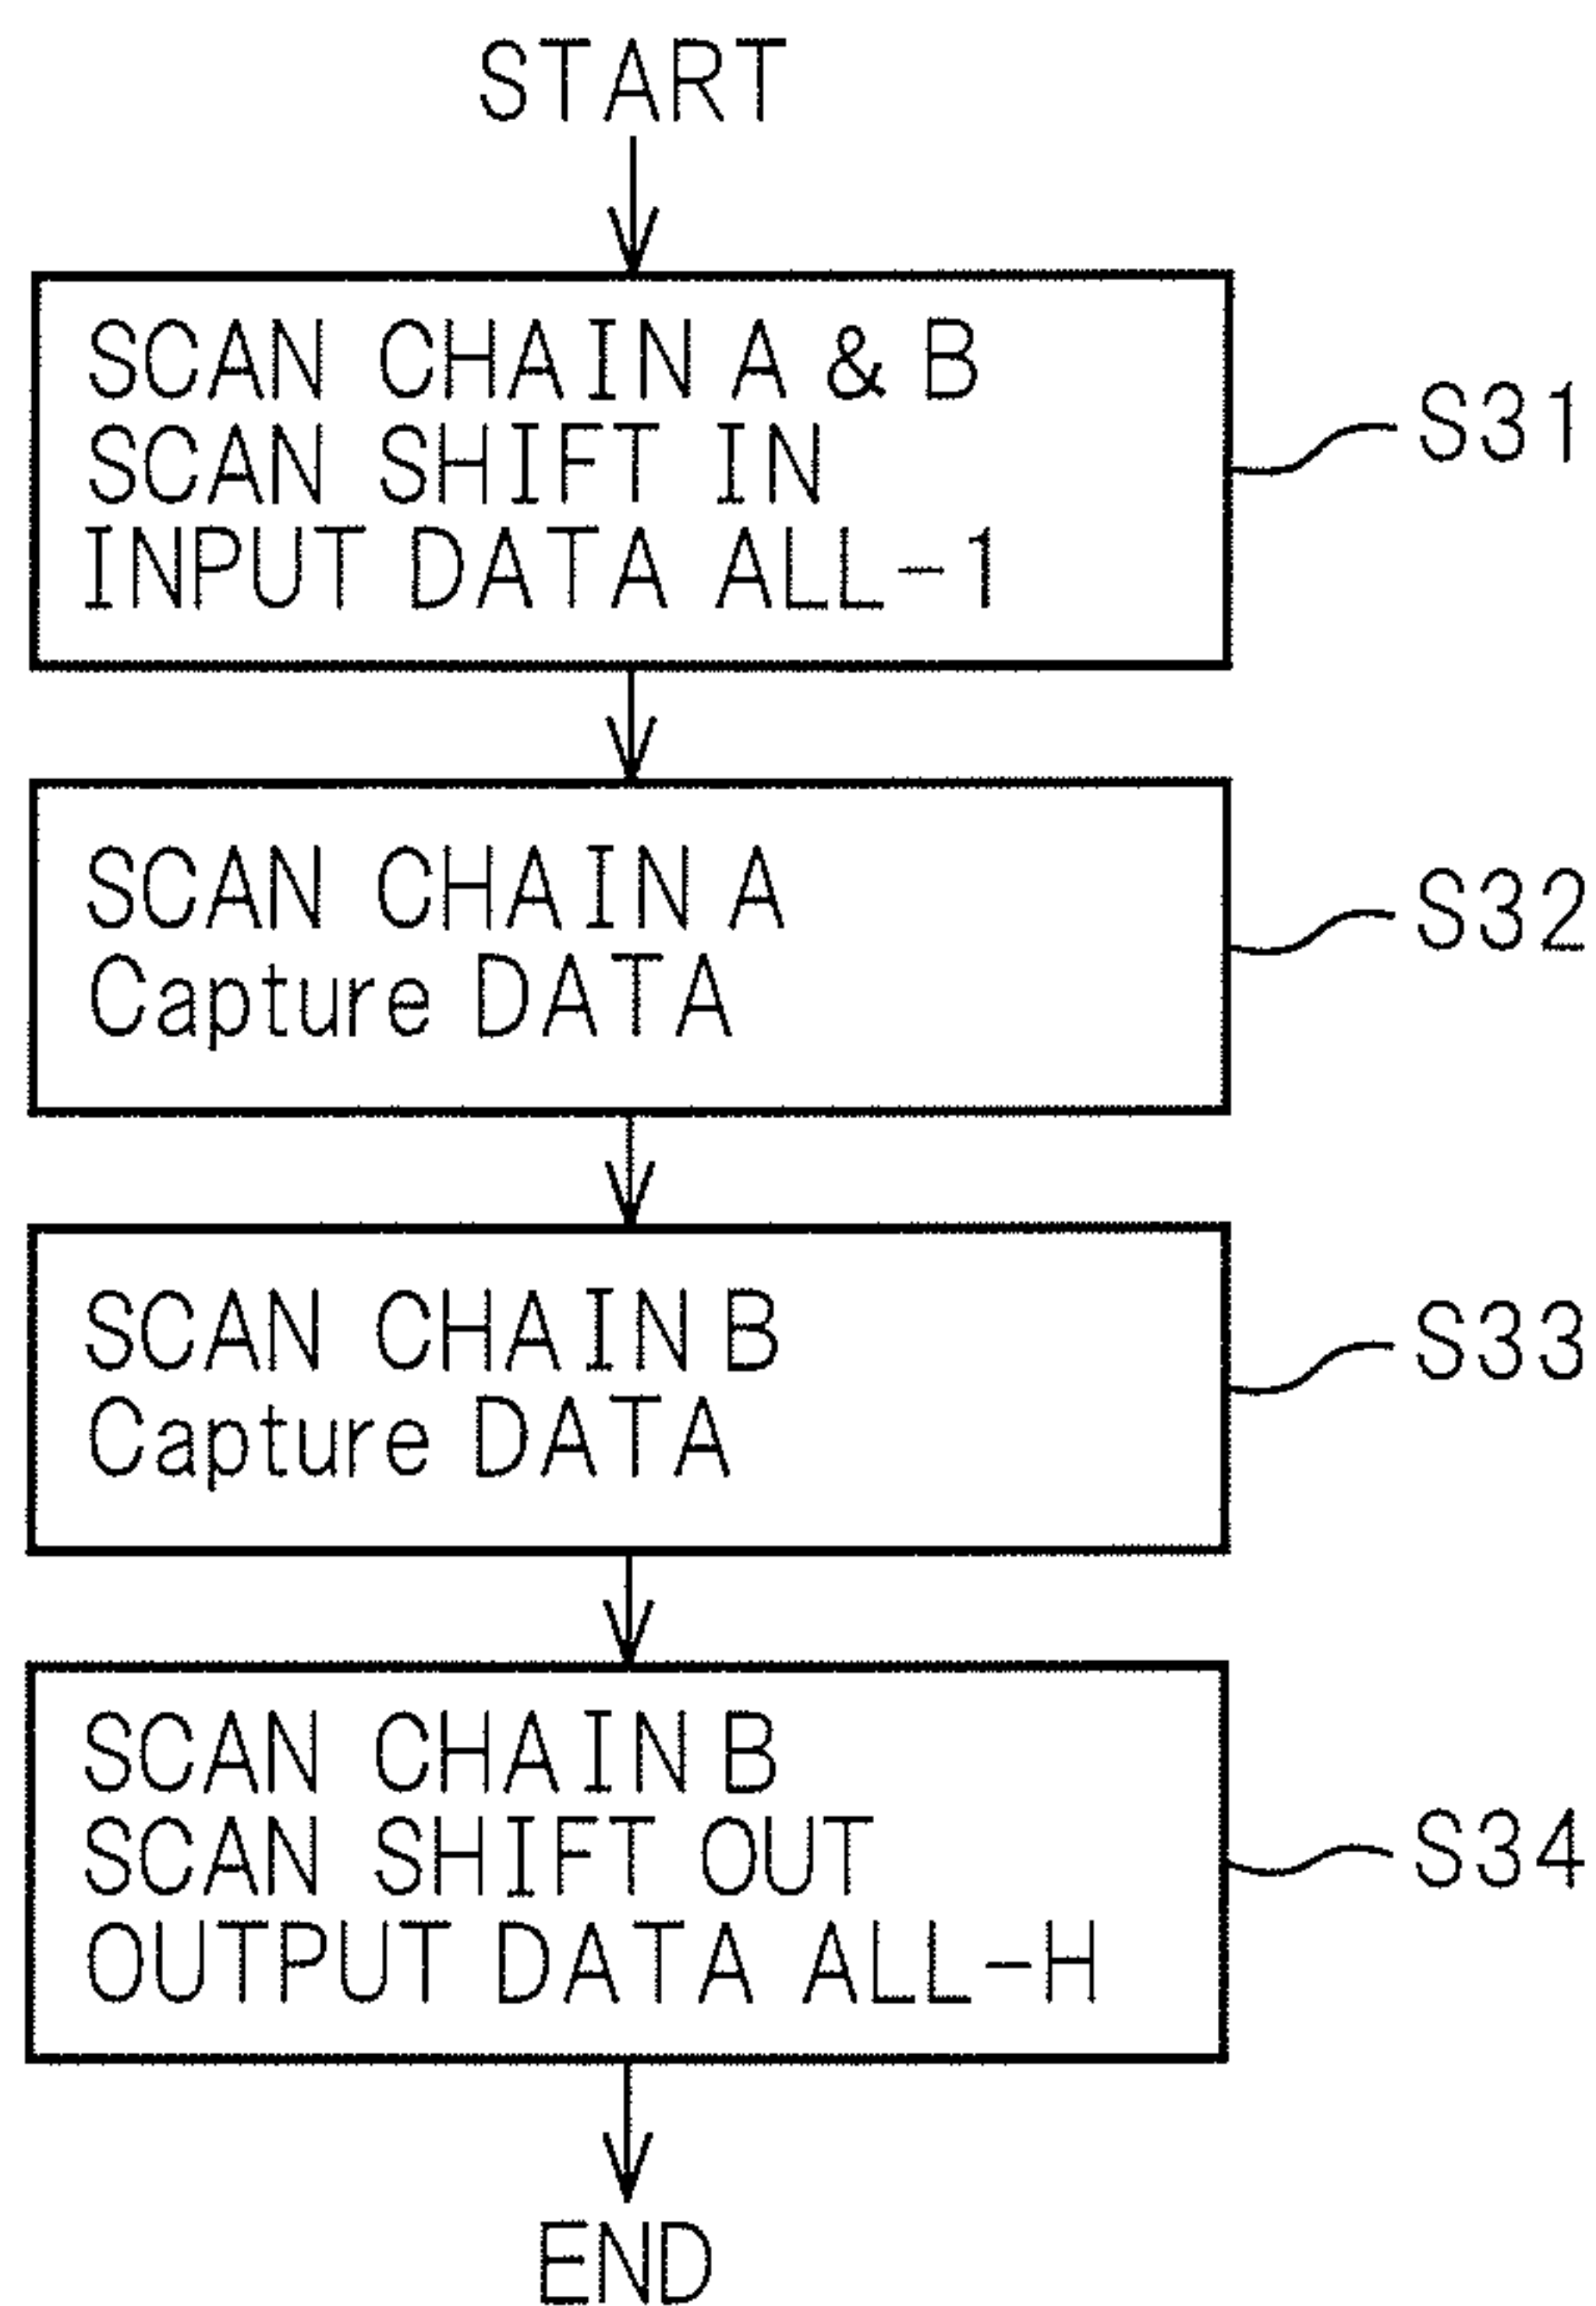 START
SCAN CHAIN A & B
SCAN SHIFT IN
INPUT DATA ALL-1
S31
SCAN CHAIN A
Capture DATA
S32
SCAN CHAIN B
Capture DATA
S33
SCAN CHAIN B
SCAN SHIFT OUT
OUTPUT DATA ALL-H
S34
END